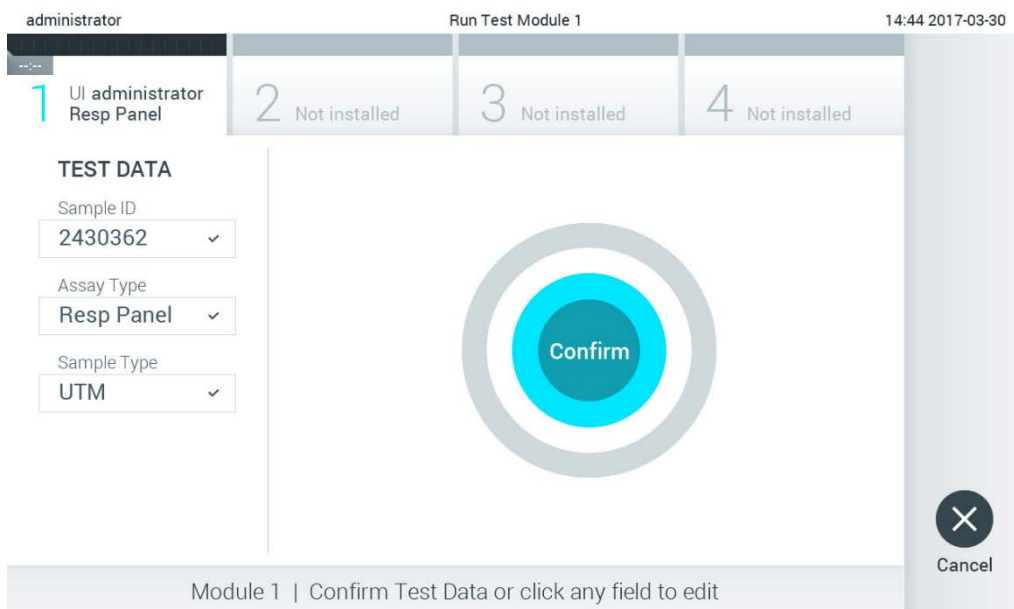 administrator
Run Test Module 1
14:44 2017-03-30
--:--
1
UI administrator
Resp Panel
2 Not installed
3 Not installed
4 Not installed
TEST DATA
Sample ID
2430362
Assay Type
Resp Panel
Sample Type
UTM
Confirm
Cancel
Module 1 | Confirm Test Data or click any field to edit